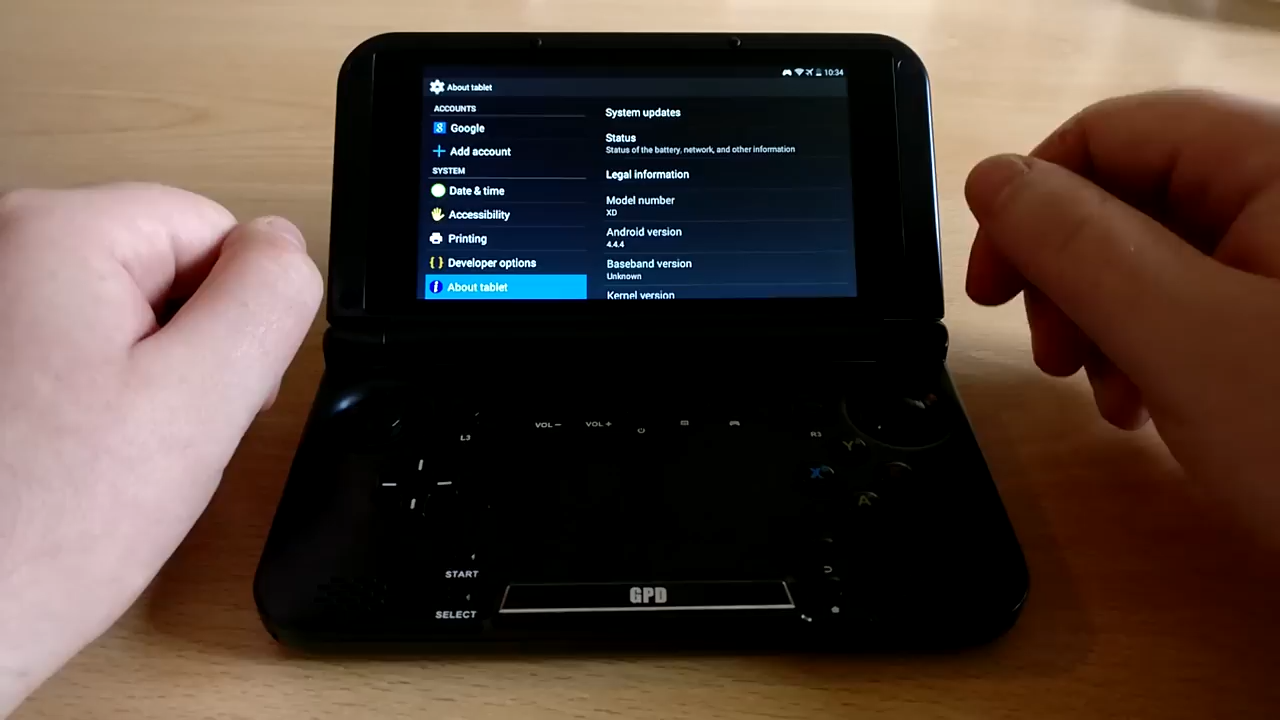 10:34
About tablet
ACCOUNTS
Google
Add account
SYSTEM
Date & time
Accessibility
Printing
Developer options
About tablet
System updates
Status
Status of the battery, network, and other information
Legal information
Model number
XD
Android version
4.4.4
Baseband version
Unknown
Kernel version
L3
VOL−
VOL+
R3
Y
X
A
START
SELECT
GPD